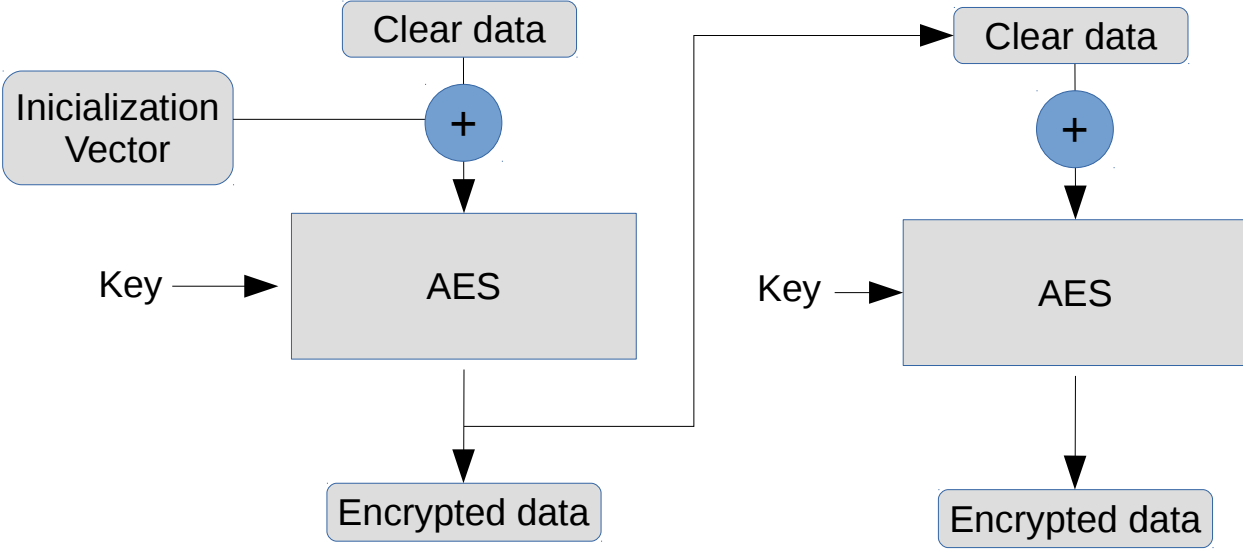 Clear data
Inicialization
Vector
+
Key
AES
Encrypted data
Clear data
+
Key
AES
Encrypted data